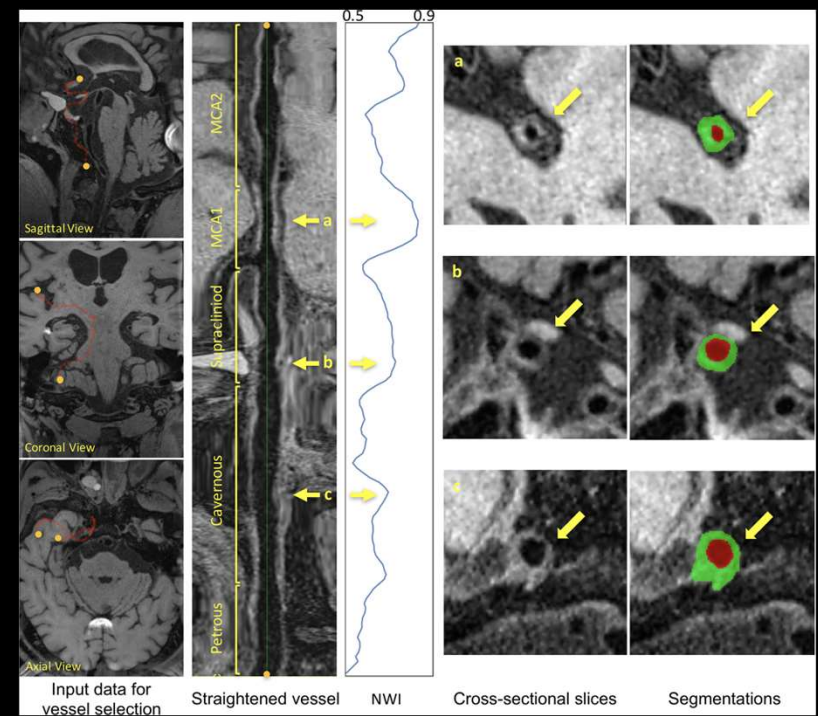 0.5
0.9
Sagittal View
Coronal View
Axial View
MCA2
MCA1
Supraclinoid
Cavernous
Petrous
a
b
c
a
b
c
Input data for
vessel selection
Straightened vessel
NWI
Cross-sectional slices
Segmentations